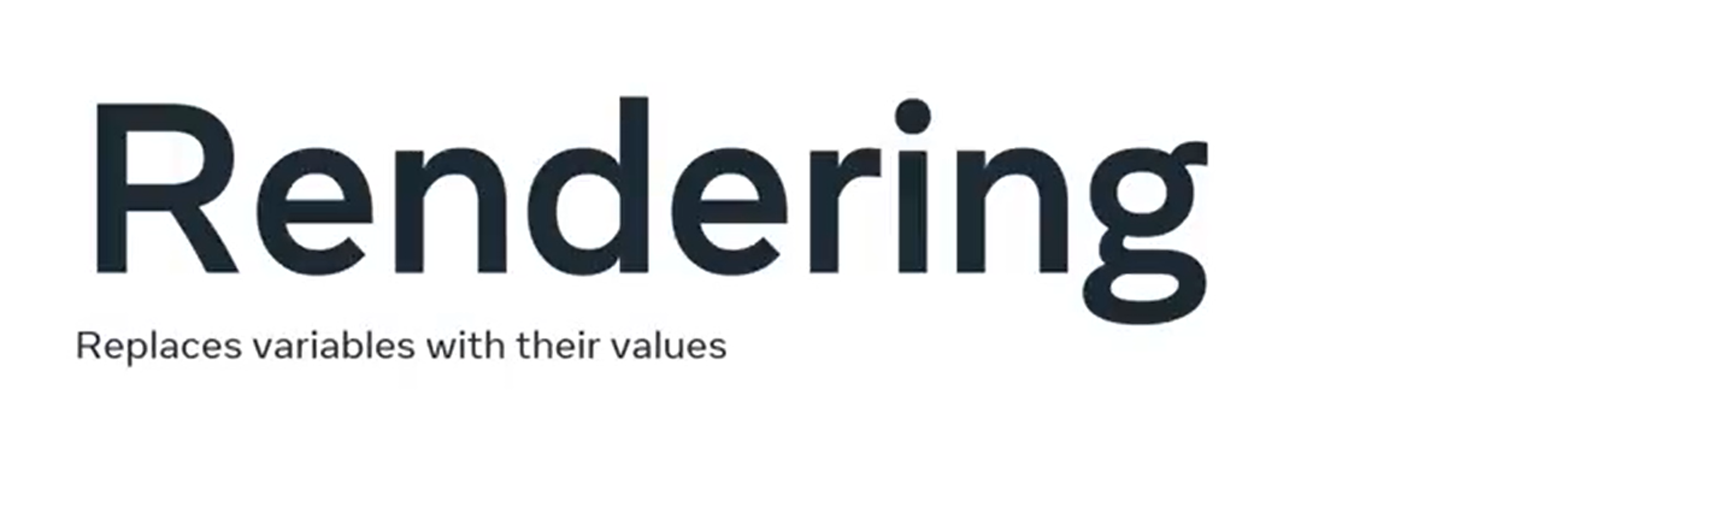 Rendering
Replaces variables with their values